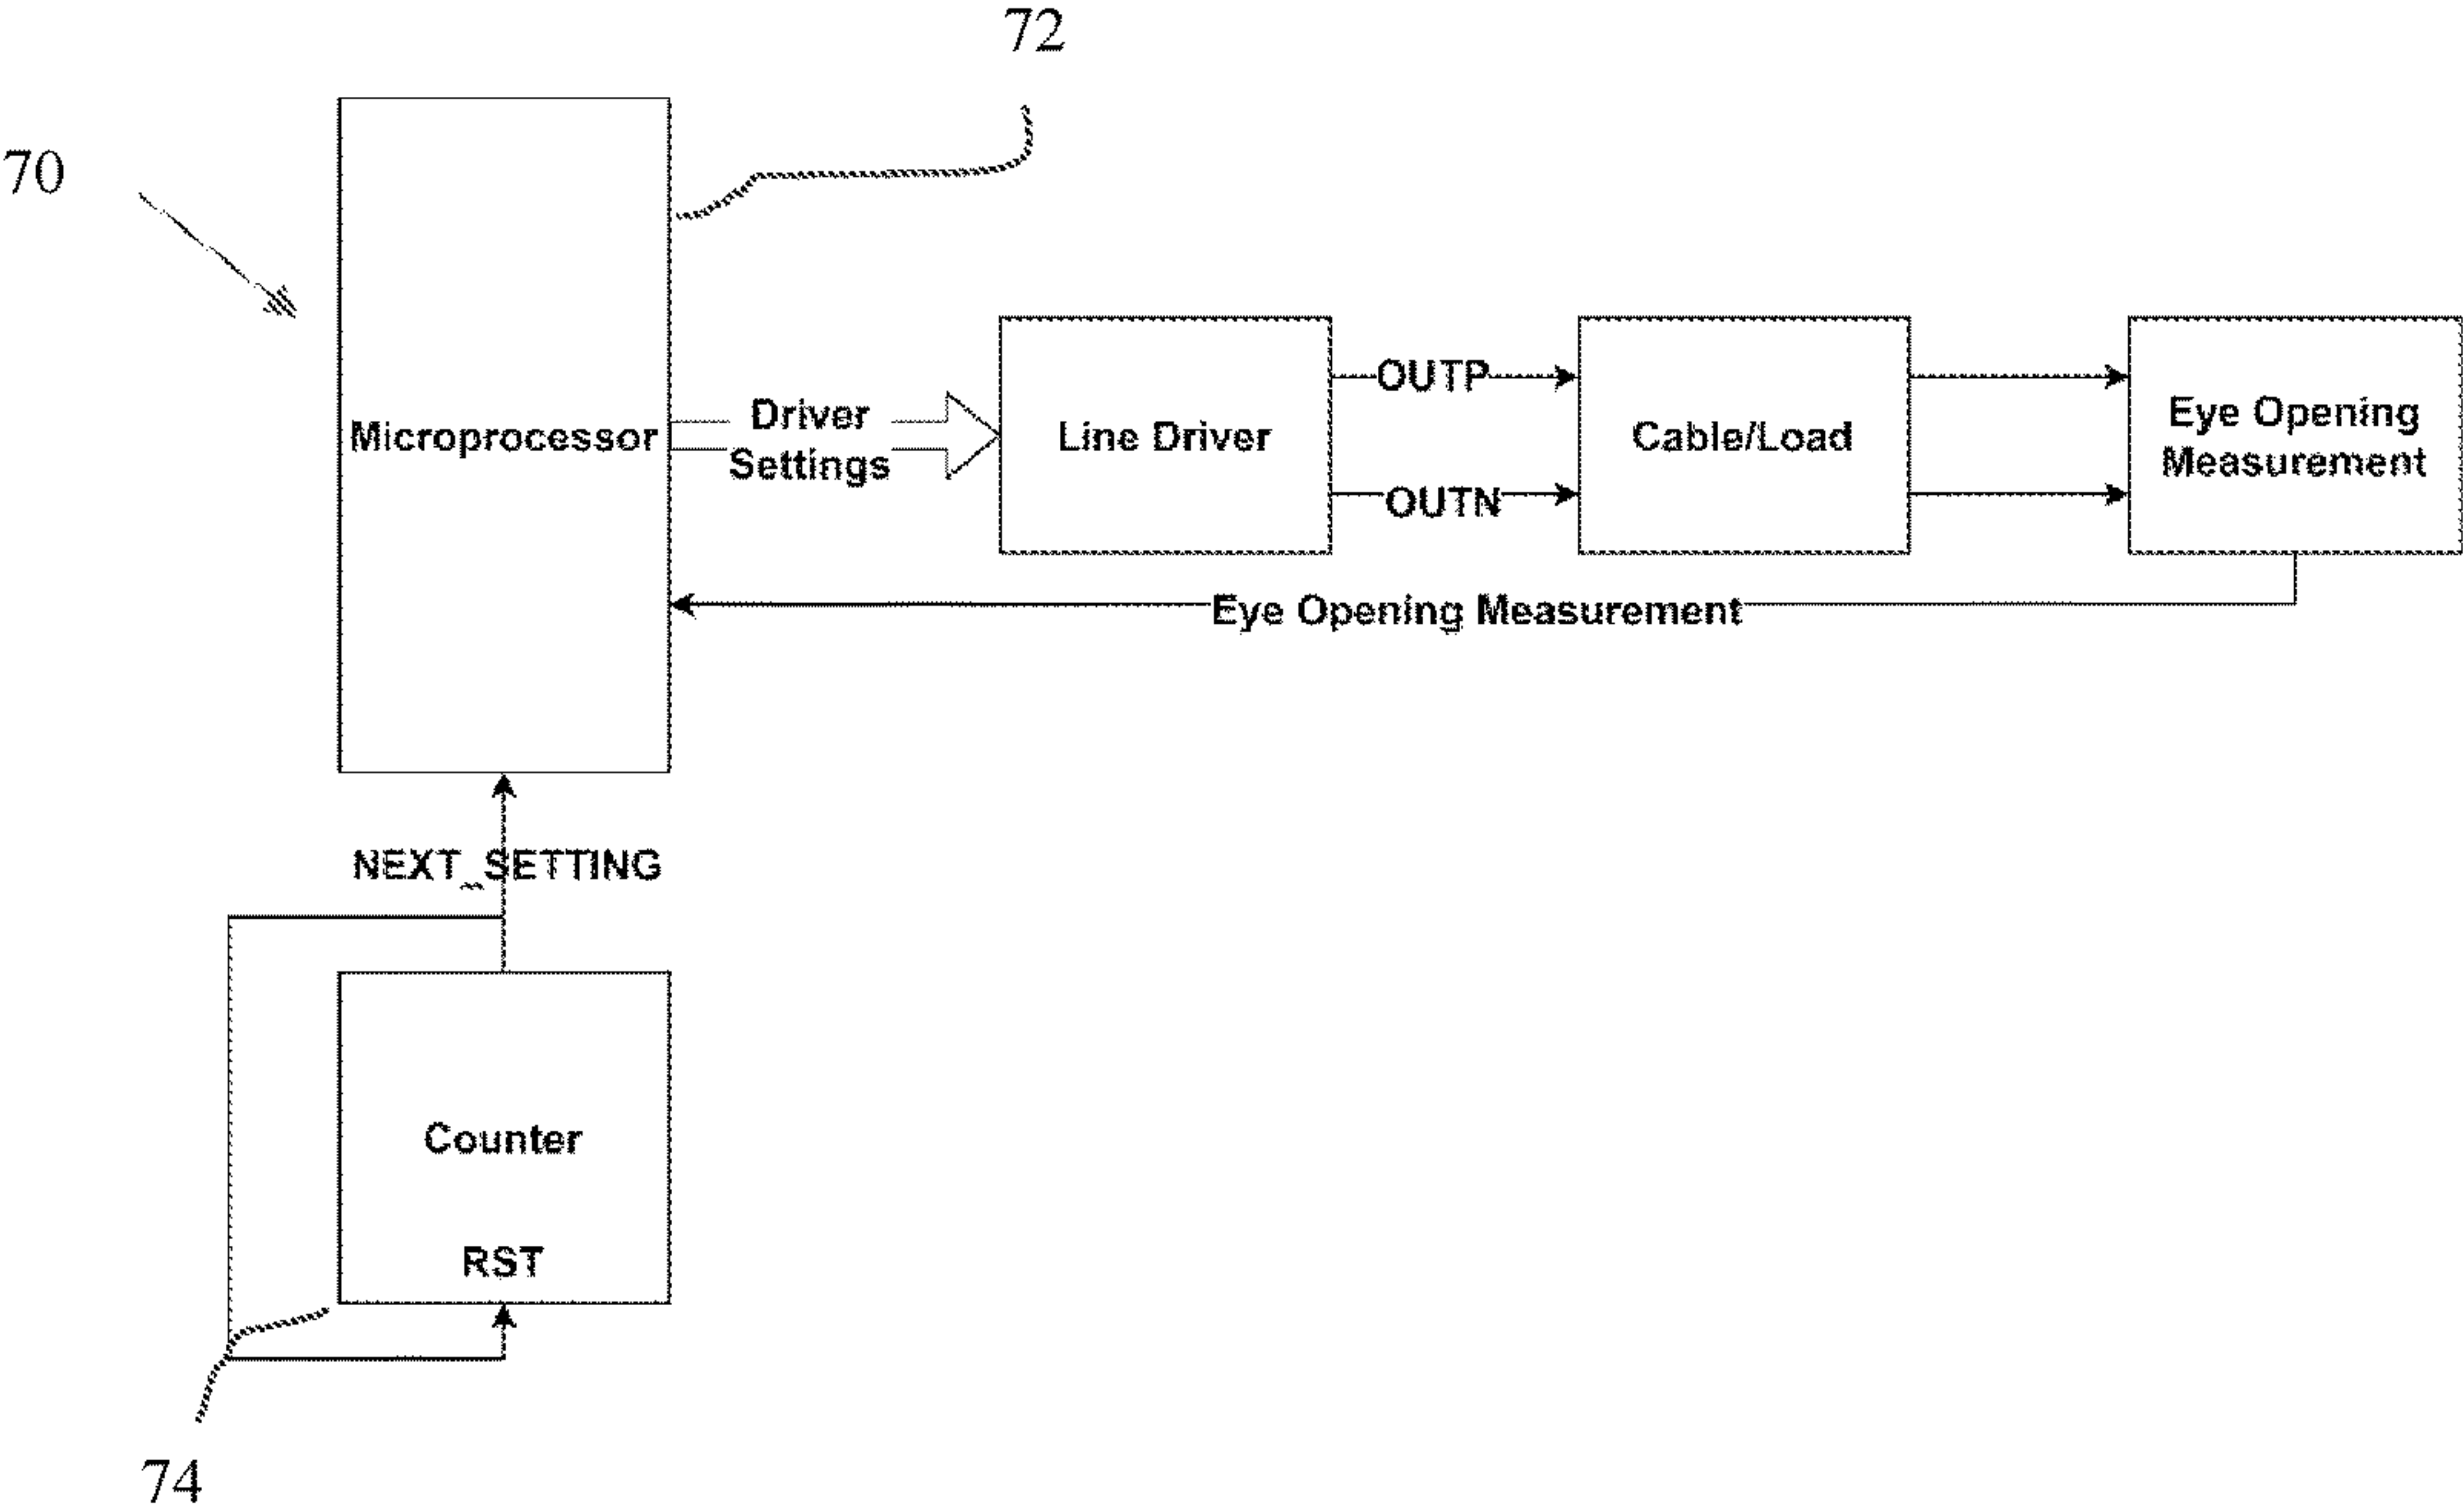 72
70
Microprocessor
Driver
Settings
Line Driver
OUTP
OUTN
Cable/Load
Eye Opening
Measurement
Eye Opening Measurement
NEXT_SETTING
Counter
RST
74